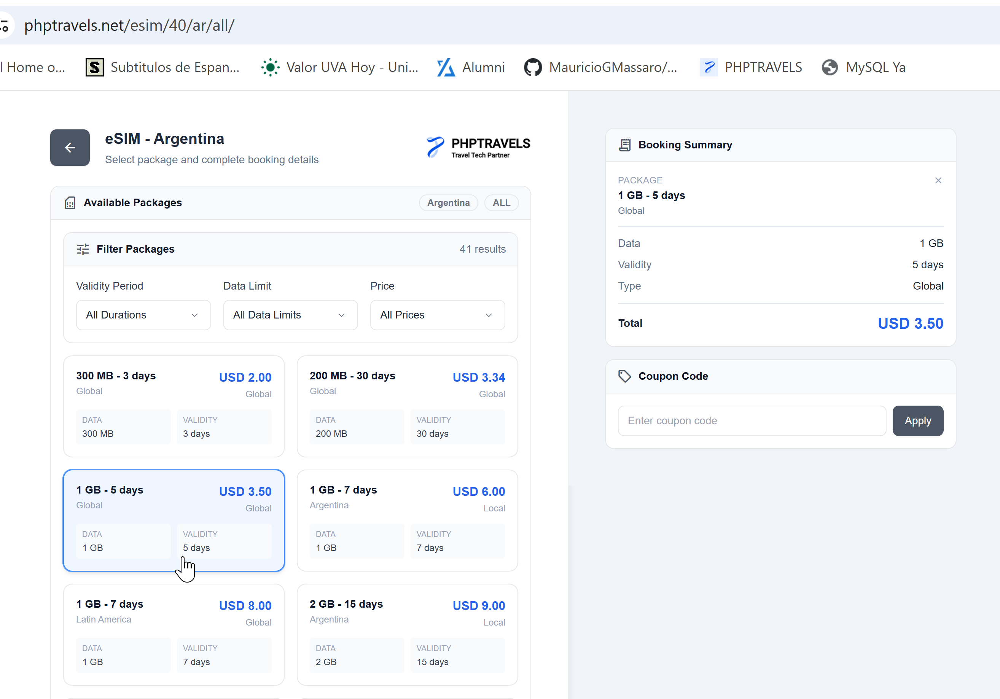 phptravels.net/esim/40/ar/all/
l Home o...
Subtitulos de Espan...
Valor UVA Hoy - Uni...
Alumni
MauricioGMassaro/...
PHPTRAVELS
MySQL Ya
eSIM - Argentina
Select package and complete booking details
PHPTRAVELS
Travel Tech Partner
Available Packages
Argentina
ALL
Filter Packages
41 results
Validity Period
Data Limit
Price
All Durations
All Data Limits
All Prices
300 MB - 3 days
USD 2.00
Global
Global
DATA
300 MB
VALIDITY
3 days
200 MB - 30 days
USD 3.34
Global
Global
DATA
200 MB
VALIDITY
30 days
1 GB - 5 days
USD 3.50
Global
Global
DATA
1 GB
VALIDITY
5 days
1 GB - 7 days
USD 6.00
Argentina
Local
DATA
1 GB
VALIDITY
7 days
1 GB - 7 days
USD 8.00
Latin America
Global
DATA
1 GB
VALIDITY
7 days
2 GB - 15 days
USD 9.00
Argentina
Local
DATA
2 GB
VALIDITY
15 days
Booking Summary
PACKAGE
1 GB - 5 days
Global
Data
1 GB
Validity
5 days
Type
Global
Total
USD 3.50
Coupon Code
Enter coupon code
Apply